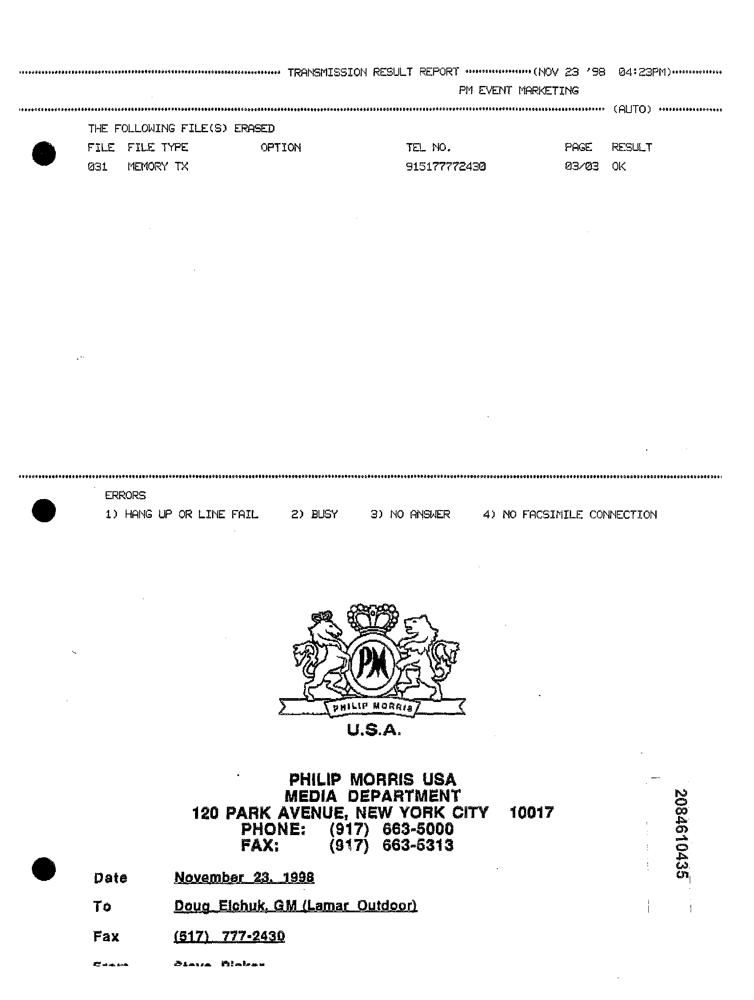 TRANSMISSION RESULT REPORT (NOV 23 '98 04:23PM)
PM EVENT MARKETING
(AUTO)
THE FOLLOWING FILE(S) ERASED
FILE FILE TYPE OPTION TEL NO. PAGE RESULT
031 MEMORY TX 915177772430 03/03 OK
ERRORS
1) HANG UP OR LINE FAIL 2) BUSY 3) NO ANSWER 4) NO FACSIMILE CONNECTION
PM
PHILIP MORRIS
U.S.A.
PHILIP MORRIS USA
MEDIA DEPARTMENT
120 PARK AVENUE, NEW YORK CITY 10017
PHONE: (917) 663-5000
FAX: (917) 663-5313
2084610435
Date November 23, 1998
To Doug Elchuk, GM (Lamar Outdoor)
Fax (517) 777-2430